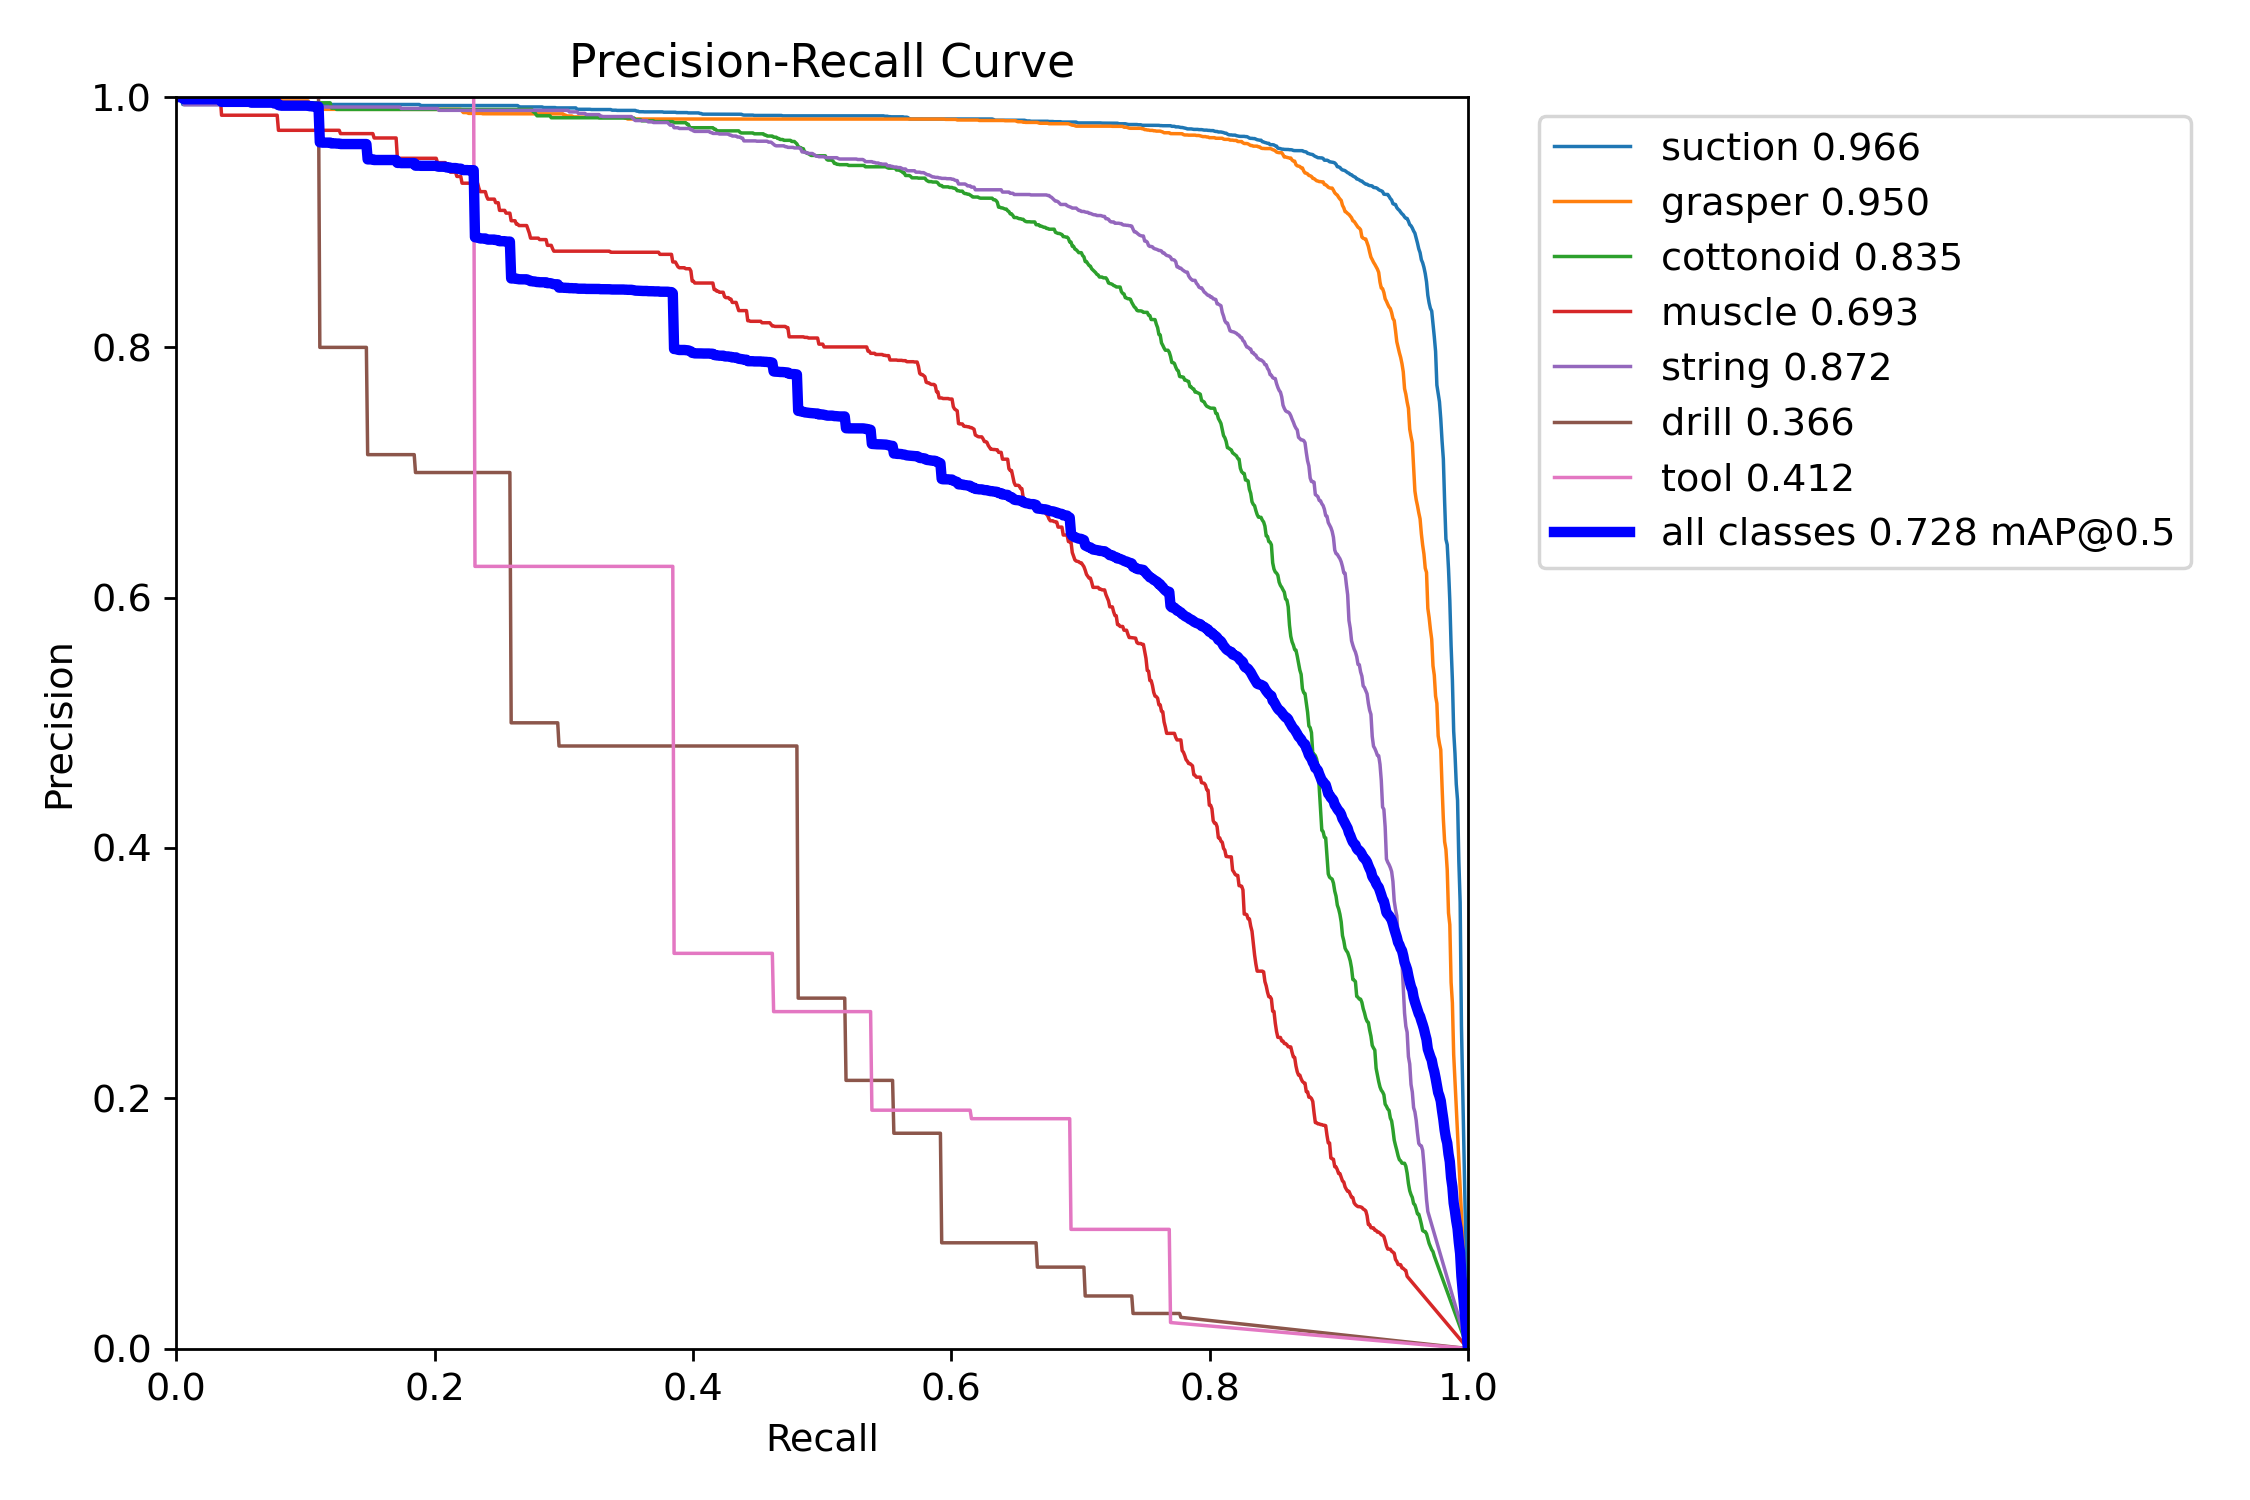 Precision-Recall Curve
1.0
0.8
0.6
0.4
0.2
0.0
Precision
0.0 0.2 0.4 0.6 0.8 1.0
Recall
suction 0.966
grasper 0.950
cottonoid 0.835
muscle 0.693
string 0.872
drill 0.366
tool 0.412
all classes 0.728 mAP@0.5